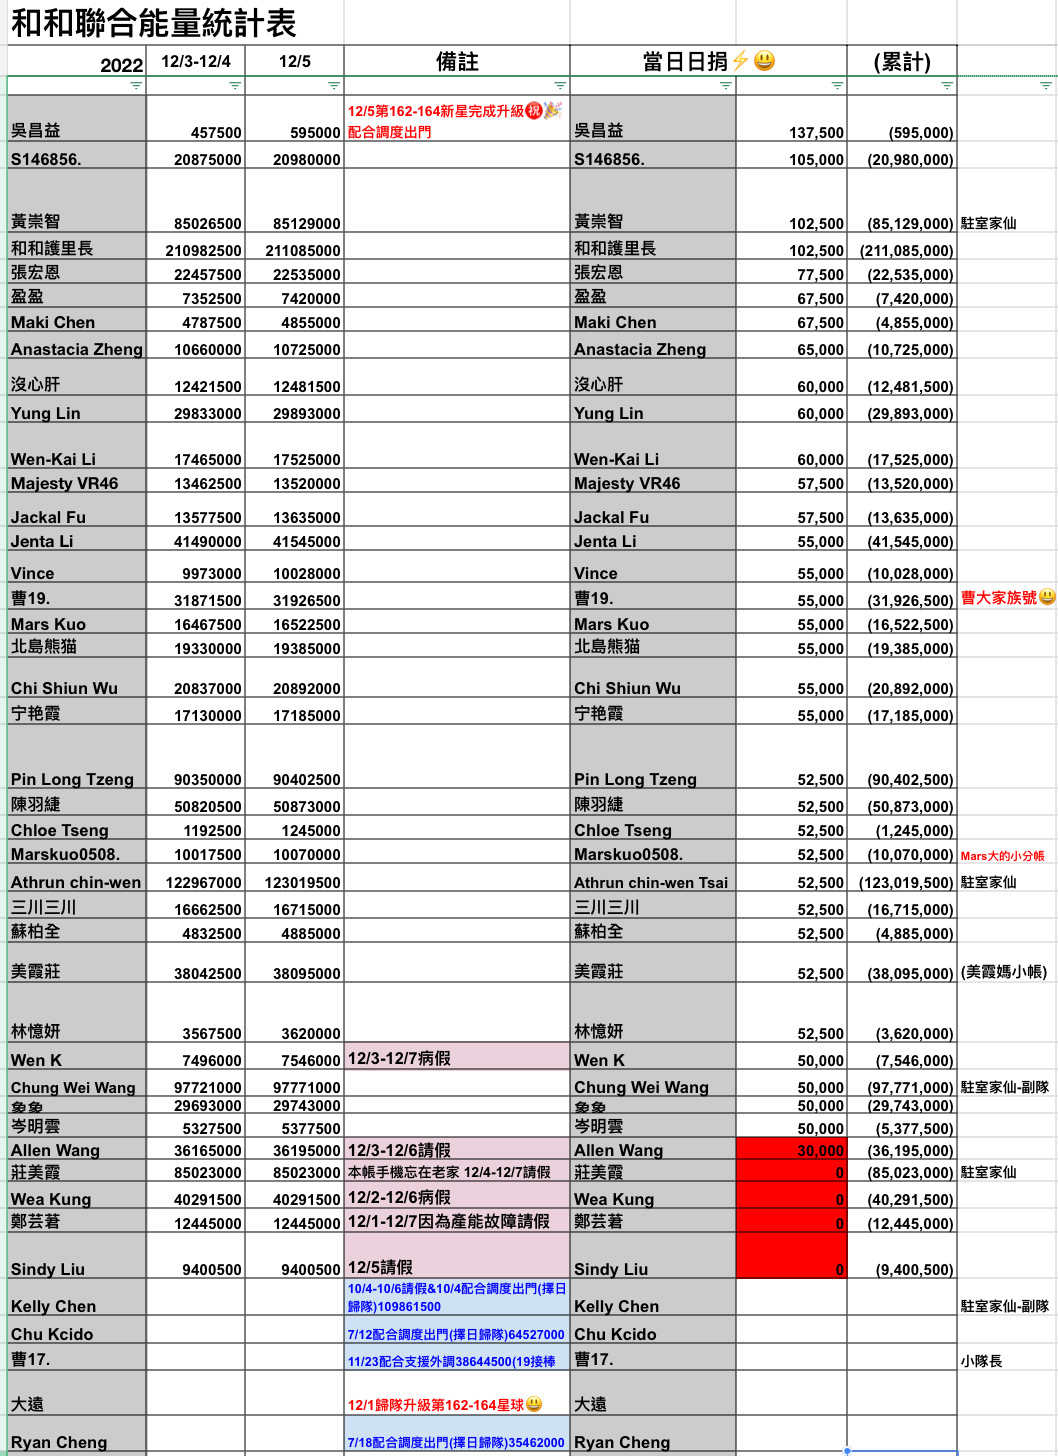 和和聯合能量統計表
2022 12/3-12/4 12/5 備註 當日日捐⚡😃 (累計)
12/5第162-164新星完成升級㊗️🎉
吳昌益 457500 595000 配合調度出門 吳昌益 137,500 (595,000)
S146856. 20875000 20980000 S146856. 105,000 (20,980,000)
黃崇智 85026500 85129000 黃崇智 102,500 (85,129,000) 駐室家仙
和和護里長 210982500 211085000 和和護里長 102,500 (211,085,000)
張宏恩 22457500 22535000 張宏恩 77,500 (22,535,000)
盈盈 7352500 7420000 盈盈 67,500 (7,420,000)
Maki Chen 4787500 4855000 Maki Chen 67,500 (4,855,000)
Anastacia Zheng 10660000 10725000 Anastacia Zheng 65,000 (10,725,000)
沒心肝 12421500 12481500 沒心肝 60,000 (12,481,500)
Yung Lin 29833000 29893000 Yung Lin 60,000 (29,893,000)
Wen-Kai Li 17465000 17525000 Wen-Kai Li 60,000 (17,525,000)
Majesty VR46 13462500 13520000 Majesty VR46 57,500 (13,520,000)
Jackal Fu 13577500 13635000 Jackal Fu 57,500 (13,635,000)
Jenta Li 41490000 41545000 Jenta Li 55,000 (41,545,000)
Vince 9973000 10028000 Vince 55,000 (10,028,000)
曹19. 31871500 31926500 曹19. 55,000 (31,926,500) 曹大家族號😃
Mars Kuo 16467500 16522500 Mars Kuo 55,000 (16,522,500)
北島熊猫 19330000 19385000 北島熊猫 55,000 (19,385,000)
Chi Shiun Wu 20837000 20892000 Chi Shiun Wu 55,000 (20,892,000)
宁艳霞 17130000 17185000 宁艳霞 55,000 (17,185,000)
Pin Long Tzeng 90350000 90402500 Pin Long Tzeng 52,500 (90,402,500)
陳羽緁 50820500 50873000 陳羽緁 52,500 (50,873,000)
Chloe Tseng 1192500 1245000 Chloe Tseng 52,500 (1,245,000)
Marskuo0508. 10017500 10070000 Marskuo0508. 52,500 (10,070,000) Mars大的小分帳
Athrun chin-wen 122967000 123019500 Athrun chin-wen Tsai 52,500 (123,019,500) 駐室家仙
三川三川 16662500 16715000 三川三川 52,500 (16,715,000)
蘇柏全 4832500 4885000 蘇柏全 52,500 (4,885,000)
美霞莊 38042500 38095000 美霞莊 52,500 (38,095,000) (美霞媽小帳)
林憶妍 3567500 3620000 林憶妍 52,500 (3,620,000)
Wen K 7496000 7546000 12/3-12/7病假 Wen K 50,000 (7,546,000)
Chung Wei Wang 97721000 97771000 Chung Wei Wang 50,000 (97,771,000) 駐室家仙-副隊
象象 29693000 29743000 象象 50,000 (29,743,000)
岑明雲 5327500 5377500 岑明雲 50,000 (5,377,500)
Allen Wang 36165000 36195000 12/3-12/6請假 Allen Wang 30,000 (36,195,000)
莊美霞 85023000 85023000 本帳手機忘在老家 12/4-12/7請假 莊美霞 0 (85,023,000) 駐室家仙
Wea Kung 40291500 40291500 12/2-12/6病假 Wea Kung 0 (40,291,500)
鄭芸莙 12445000 12445000 12/1-12/7因為產能故障請假 鄭芸莙 0 (12,445,000)
Sindy Liu 9400500 9400500 12/5請假 Sindy Liu 0 (9,400,500)
10/4-10/6請假&10/4配合調度出門(擇日
Kelly Chen 歸隊)109861500 Kelly Chen 駐室家仙-副隊
Chu Kcido 7/12配合調度出門(擇日歸隊)64527000 Chu Kcido
曹17. 11/23配合支援外調38644500(19接棒 曹17. 小隊長
大遠 12/1歸隊升級第162-164星球😃 大遠
Ryan Cheng 7/18配合調度出門(擇日歸隊)35462000 Ryan Cheng